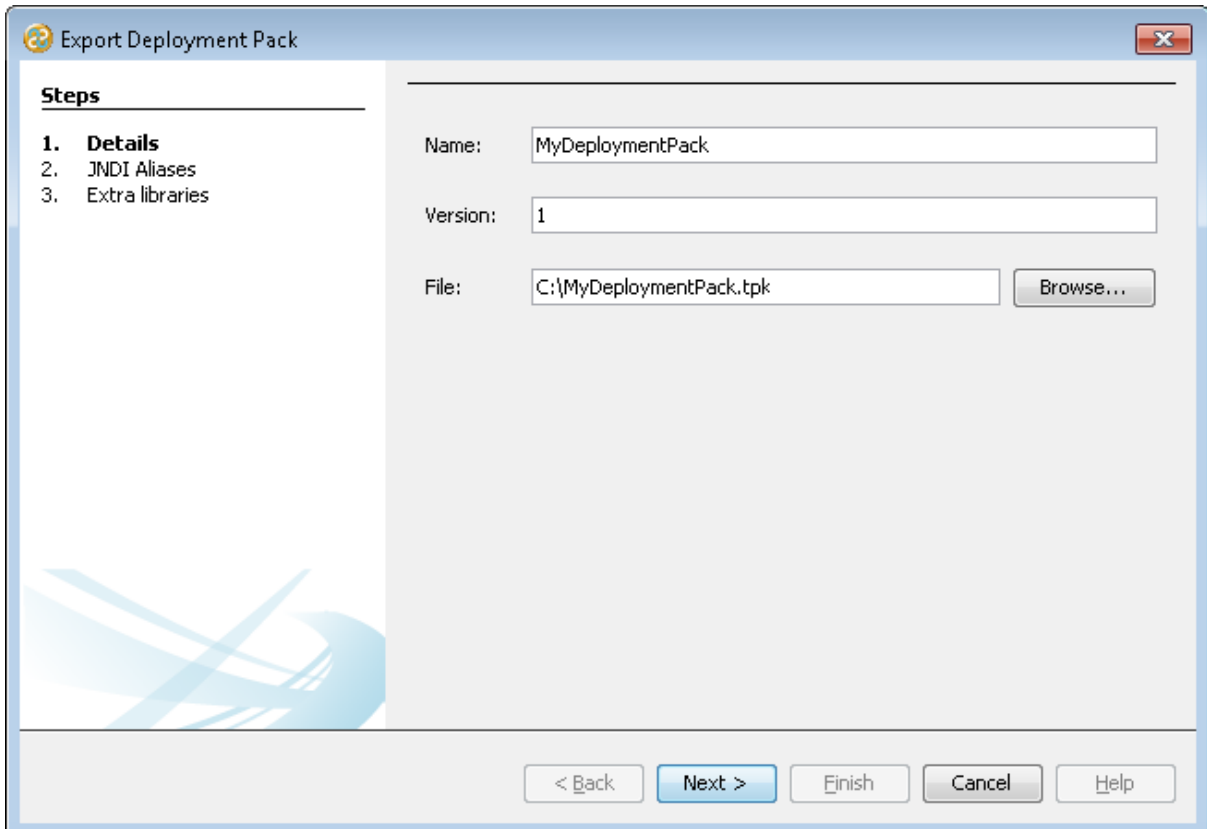 Export Deployment Pack
Steps
1. Details
2. JNDI Aliases
3. Extra libraries
Name: MyDeploymentPack
Version: 1
File: C:\MyDeploymentPack.tpk Browse...
< Back Next > Finish Cancel Help